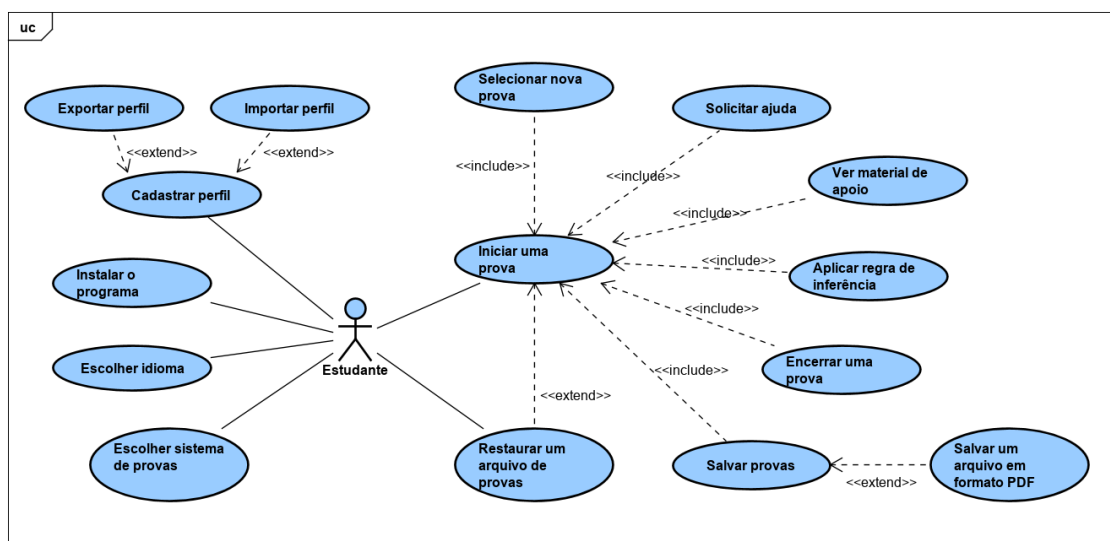 uc
Selecionar nova
prova
Exportar perfil
Importar perfil
Solicitar ajuda
<<extend>>
<<extend>>
<<include>>
<<include>>
Ver material de
apoio
Cadastrar perfil
<<include>>
Iniciar uma
prova
<<include>>
Aplicar regra de
inferência
Instalar o
programa
<<include>>
Escolher idioma
Estudante
<<include>>
Encerrar uma
prova
<<extend>>
Escolher sistema
de provas
Restaurar um
arquivo de
provas
Salvar provas
<<extend>>
Salvar um
arquivo em
formato PDF